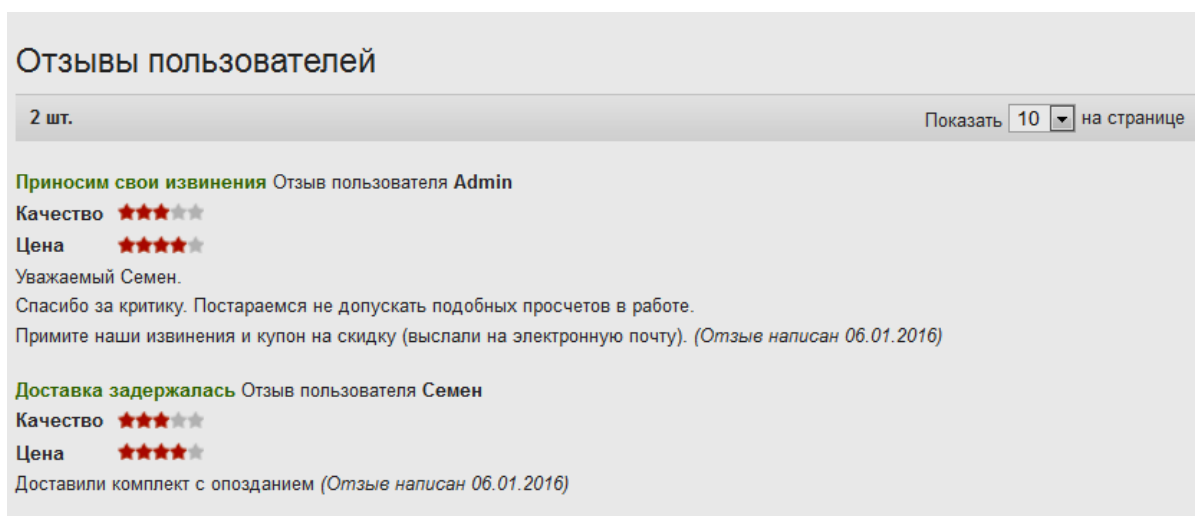 Отзывы пользователей
2 шт. Показать 10 на странице
Приносим свои извинения Отзыв пользователя Admin
Качество
Цена
Уважаемый Семен.
Спасибо за критику. Постараемся не допускать подобных просчетов в работе.
Примите наши извинения и купон на скидку (выслали на электронную почту). (Отзыв написан 06.01.2016)
Доставка задержалась Отзыв пользователя Семен
Качество
Цена
Доставили комплект с опозданием (Отзыв написан 06.01.2016)